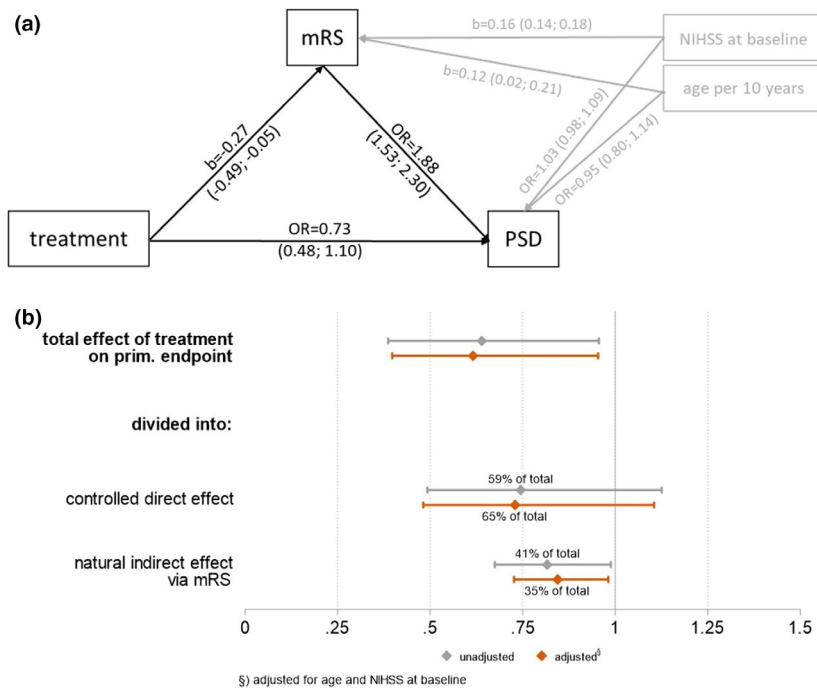 (a)
mRS
b=0.16 (0.14; 0.18)
NIHSS at baseline
b=0.12 (0.02; 0.21)
age per 10 years
b=-0.27
(-0.49; -0.05)
OR=1.88
(1.53; 2.30)
OR=1.03 (0.98; 1.09)
OR=0.95 (0.80; 1.14)
treatment
OR=0.73
(0.48; 1.10)
PSD
(b)
total effect of treatment
on prim. endpoint
divided into:
59% of total
controlled direct effect
65% of total
41% of total
natural indirect effect
via mRS
35% of total
0 .25 .5 .75 1 1.25 1.5
unadjusted adjusted§
§) adjusted for age and NIHSS at baseline